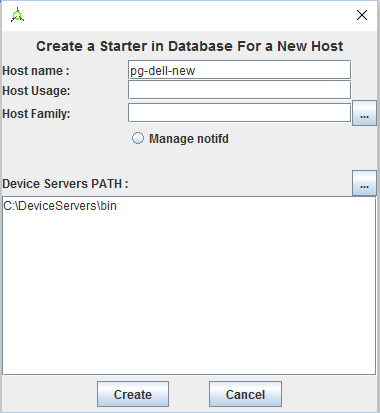 Create a Starter in Database For a New Host
Host name : pg-dell-new
Host Usage:
Host Family: ...
Manage notifd
Device Servers PATH : ...
C:\DeviceServers\bin
Create Cancel